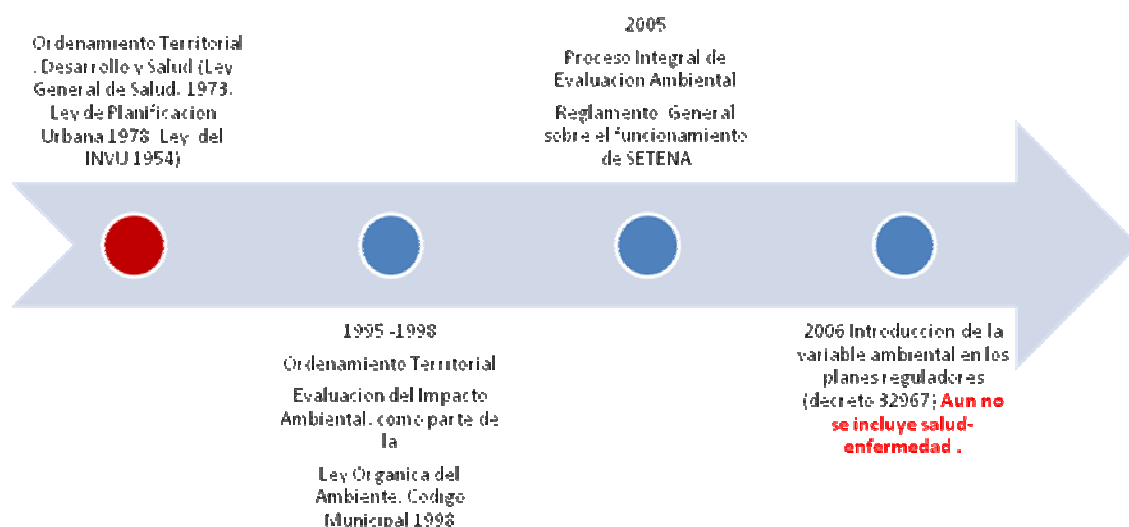 Ordenamiento Territorial
. Desarrollo y Salud (Ley
General de Salud. 1973.
Ley de Planificacion
Urbana 1978 Ley del
INVU 1954)
1995 -1998
Ordenamiento Territorial
Evaluacion del Impacto
Ambiental. como parte de
la
Ley Organica del
Ambiente. Codigo
Municipal 1998
2005
Proceso Integral de
Evaluacion Ambiental
Reglamento General
sobre el funcionamiento
de SETENA
2006 Introduccion de la
variable ambiental en los
planes reguladores
(decreto 32967) Aun no
se incluye salud-
enfermedad .